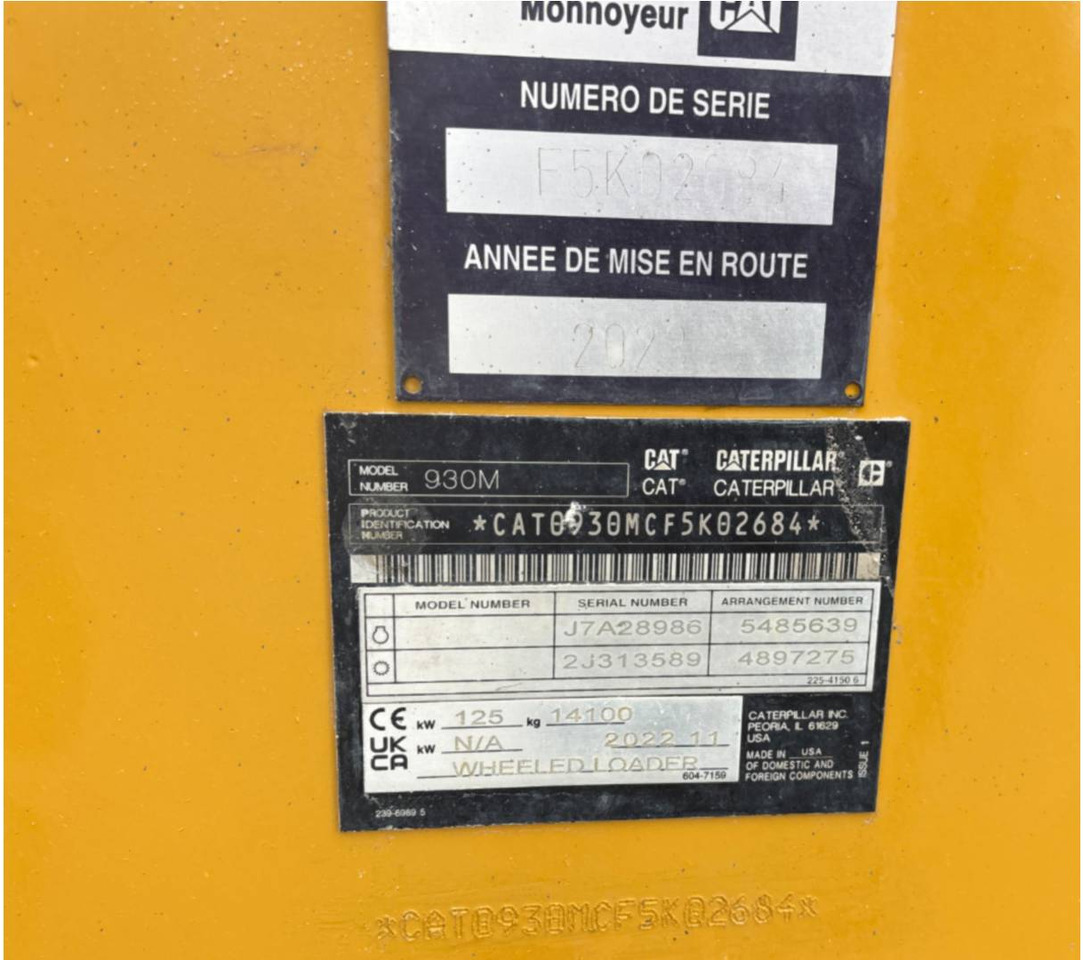 Monnoyeur CAT
NUMERO DE SERIE
F5K02684
ANNEE DE MISE EN ROUTE
MODEL NUMBER 930M
CAT® CATERPILLAR®
CAT® CATERPILLAR
PRODUCT IDENTIFICATION NUMBER *CAT0930MCF5K02684*
MODEL NUMBER SERIAL NUMBER ARRANGEMENT NUMBER
J7A28986 5485639
2J313589 4897275
225-4150 6
CE kW 125 kg 14100
UKCA kW N/A 2022 11
WHEELED LOADER
604-7159
CATERPILLAR INC.
PEORIA, IL 61629
USA
MADE IN USA
OF DOMESTIC AND
FOREIGN COMPONENTS
ISSUE 1
239-6969 5
*CAT0930MCF5K02684*